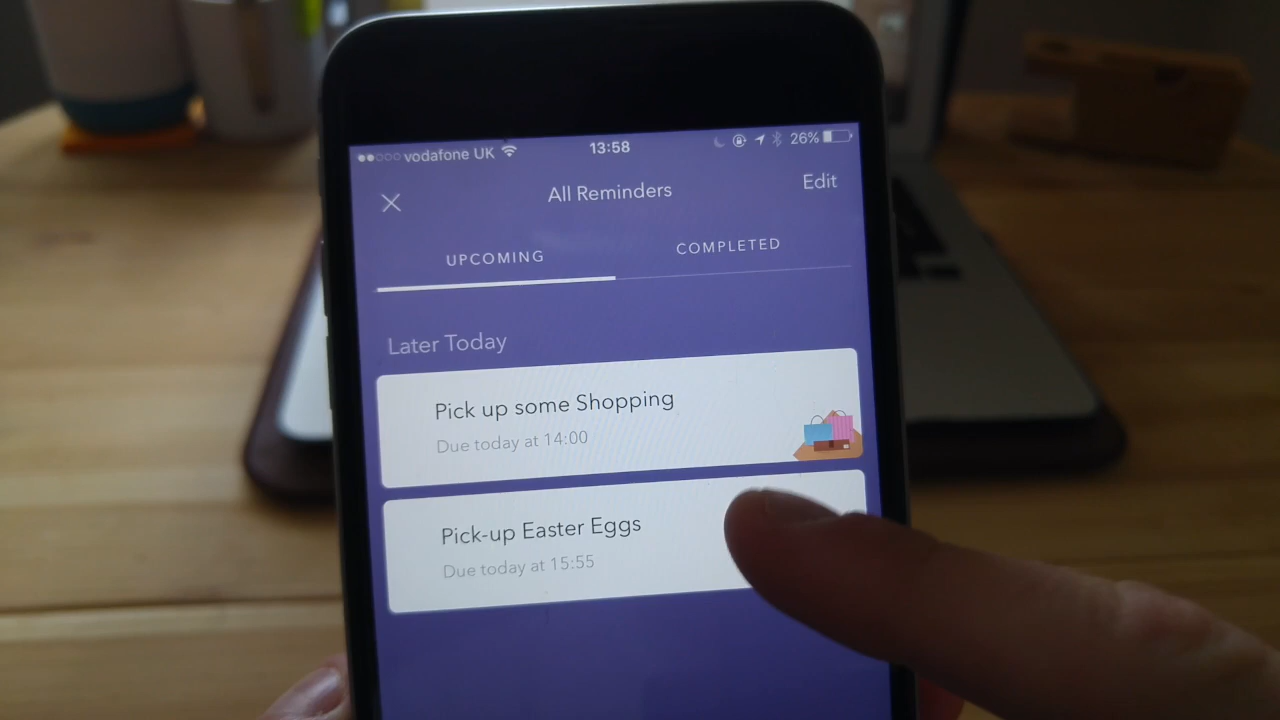 vodafone UK 13:58 26%
All Reminders Edit
UPCOMING COMPLETED
Later Today
Pick up some Shopping
Due today at 14:00
Pick-up Easter Eggs
Due today at 15:55